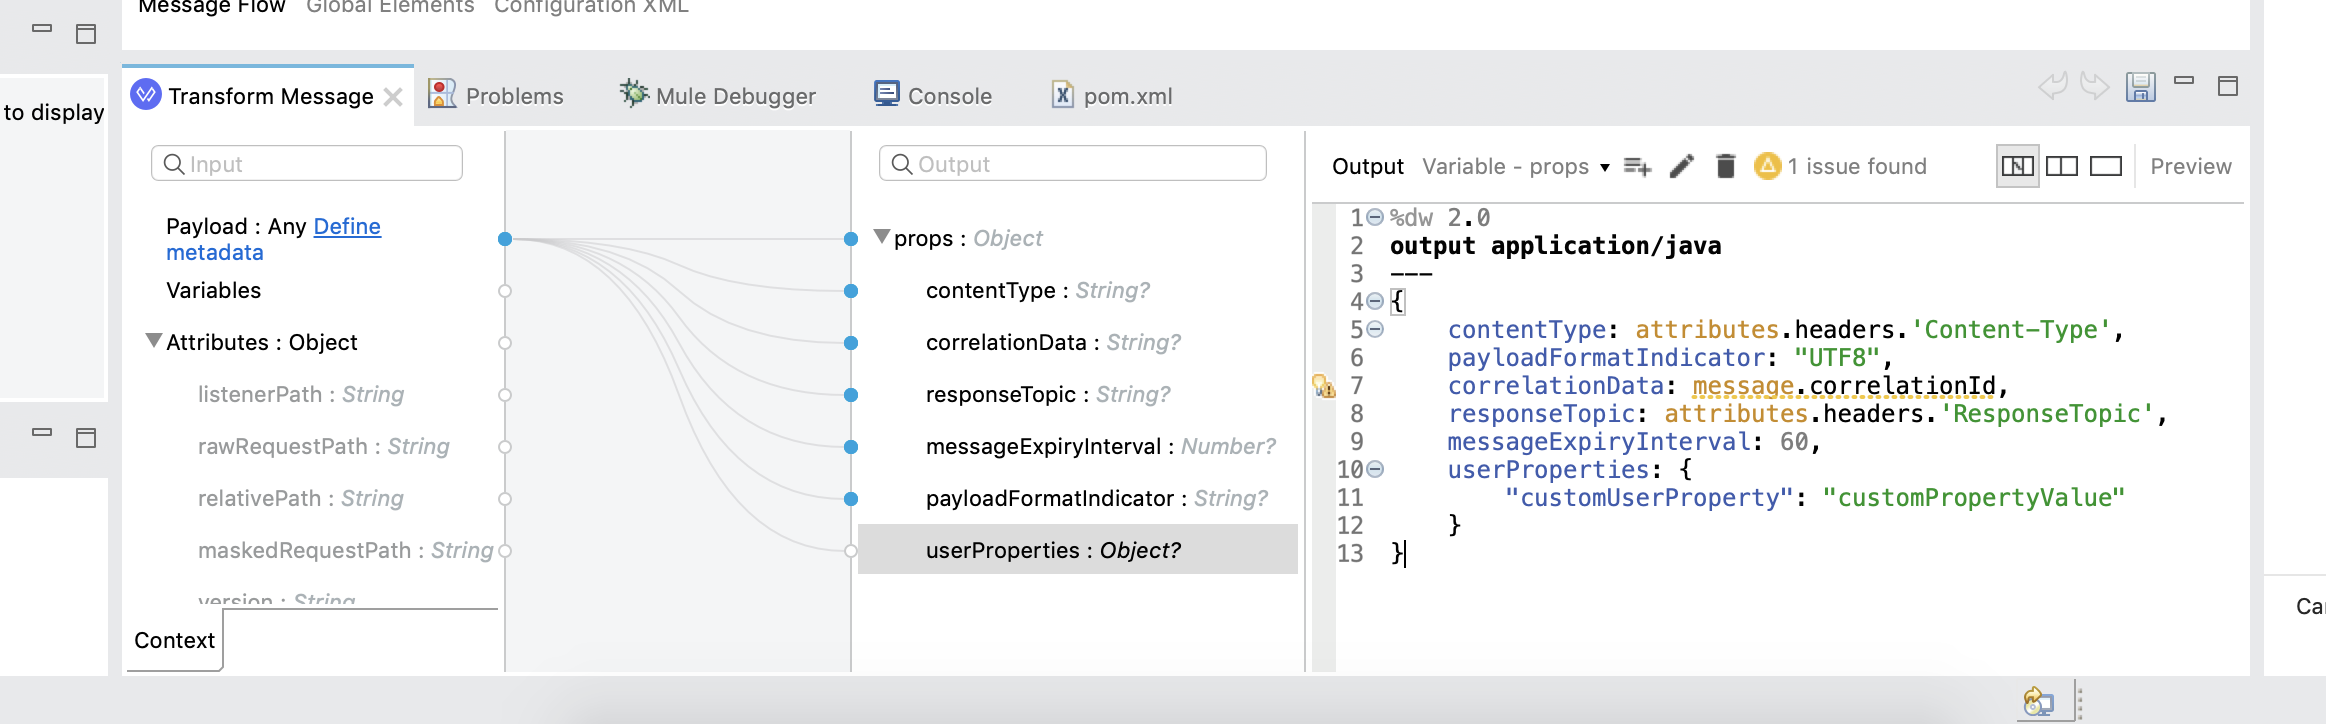 Message Flow Global Elements Configuration XML
to display
Transform Message Problems Mule Debugger Console pom.xml
Input
Payload : Any Define
metadata
Variables
Attributes : Object
listenerPath : String
rawRequestPath : String
relativePath : String
maskedRequestPath : String
version : String
Context
Output
props : Object
contentType : String?
correlationData : String?
responseTopic : String?
messageExpiryInterval : Number?
payloadFormatIndicator : String?
userProperties : Object?
Output Variable - props 1 issue found Preview
1 %dw 2.0
2 output application/java
3 ---
4 {
5 contentType: attributes.headers.'Content-Type',
6 payloadFormatIndicator: "UTF8",
7 correlationData: message.correlationId,
8 responseTopic: attributes.headers.'ResponseTopic',
9 messageExpiryInterval: 60,
10 userProperties: {
11 "customUserProperty": "customPropertyValue"
12 }
13 }